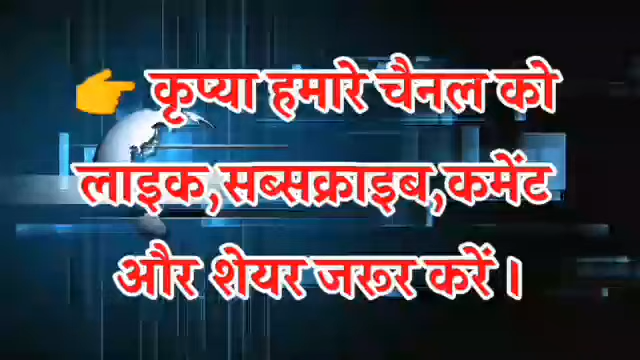 👉 कृप्या हमारे चैनल को
लाइक,सब्सक्राइब,कमेंट
और शेयर जरूर करें।